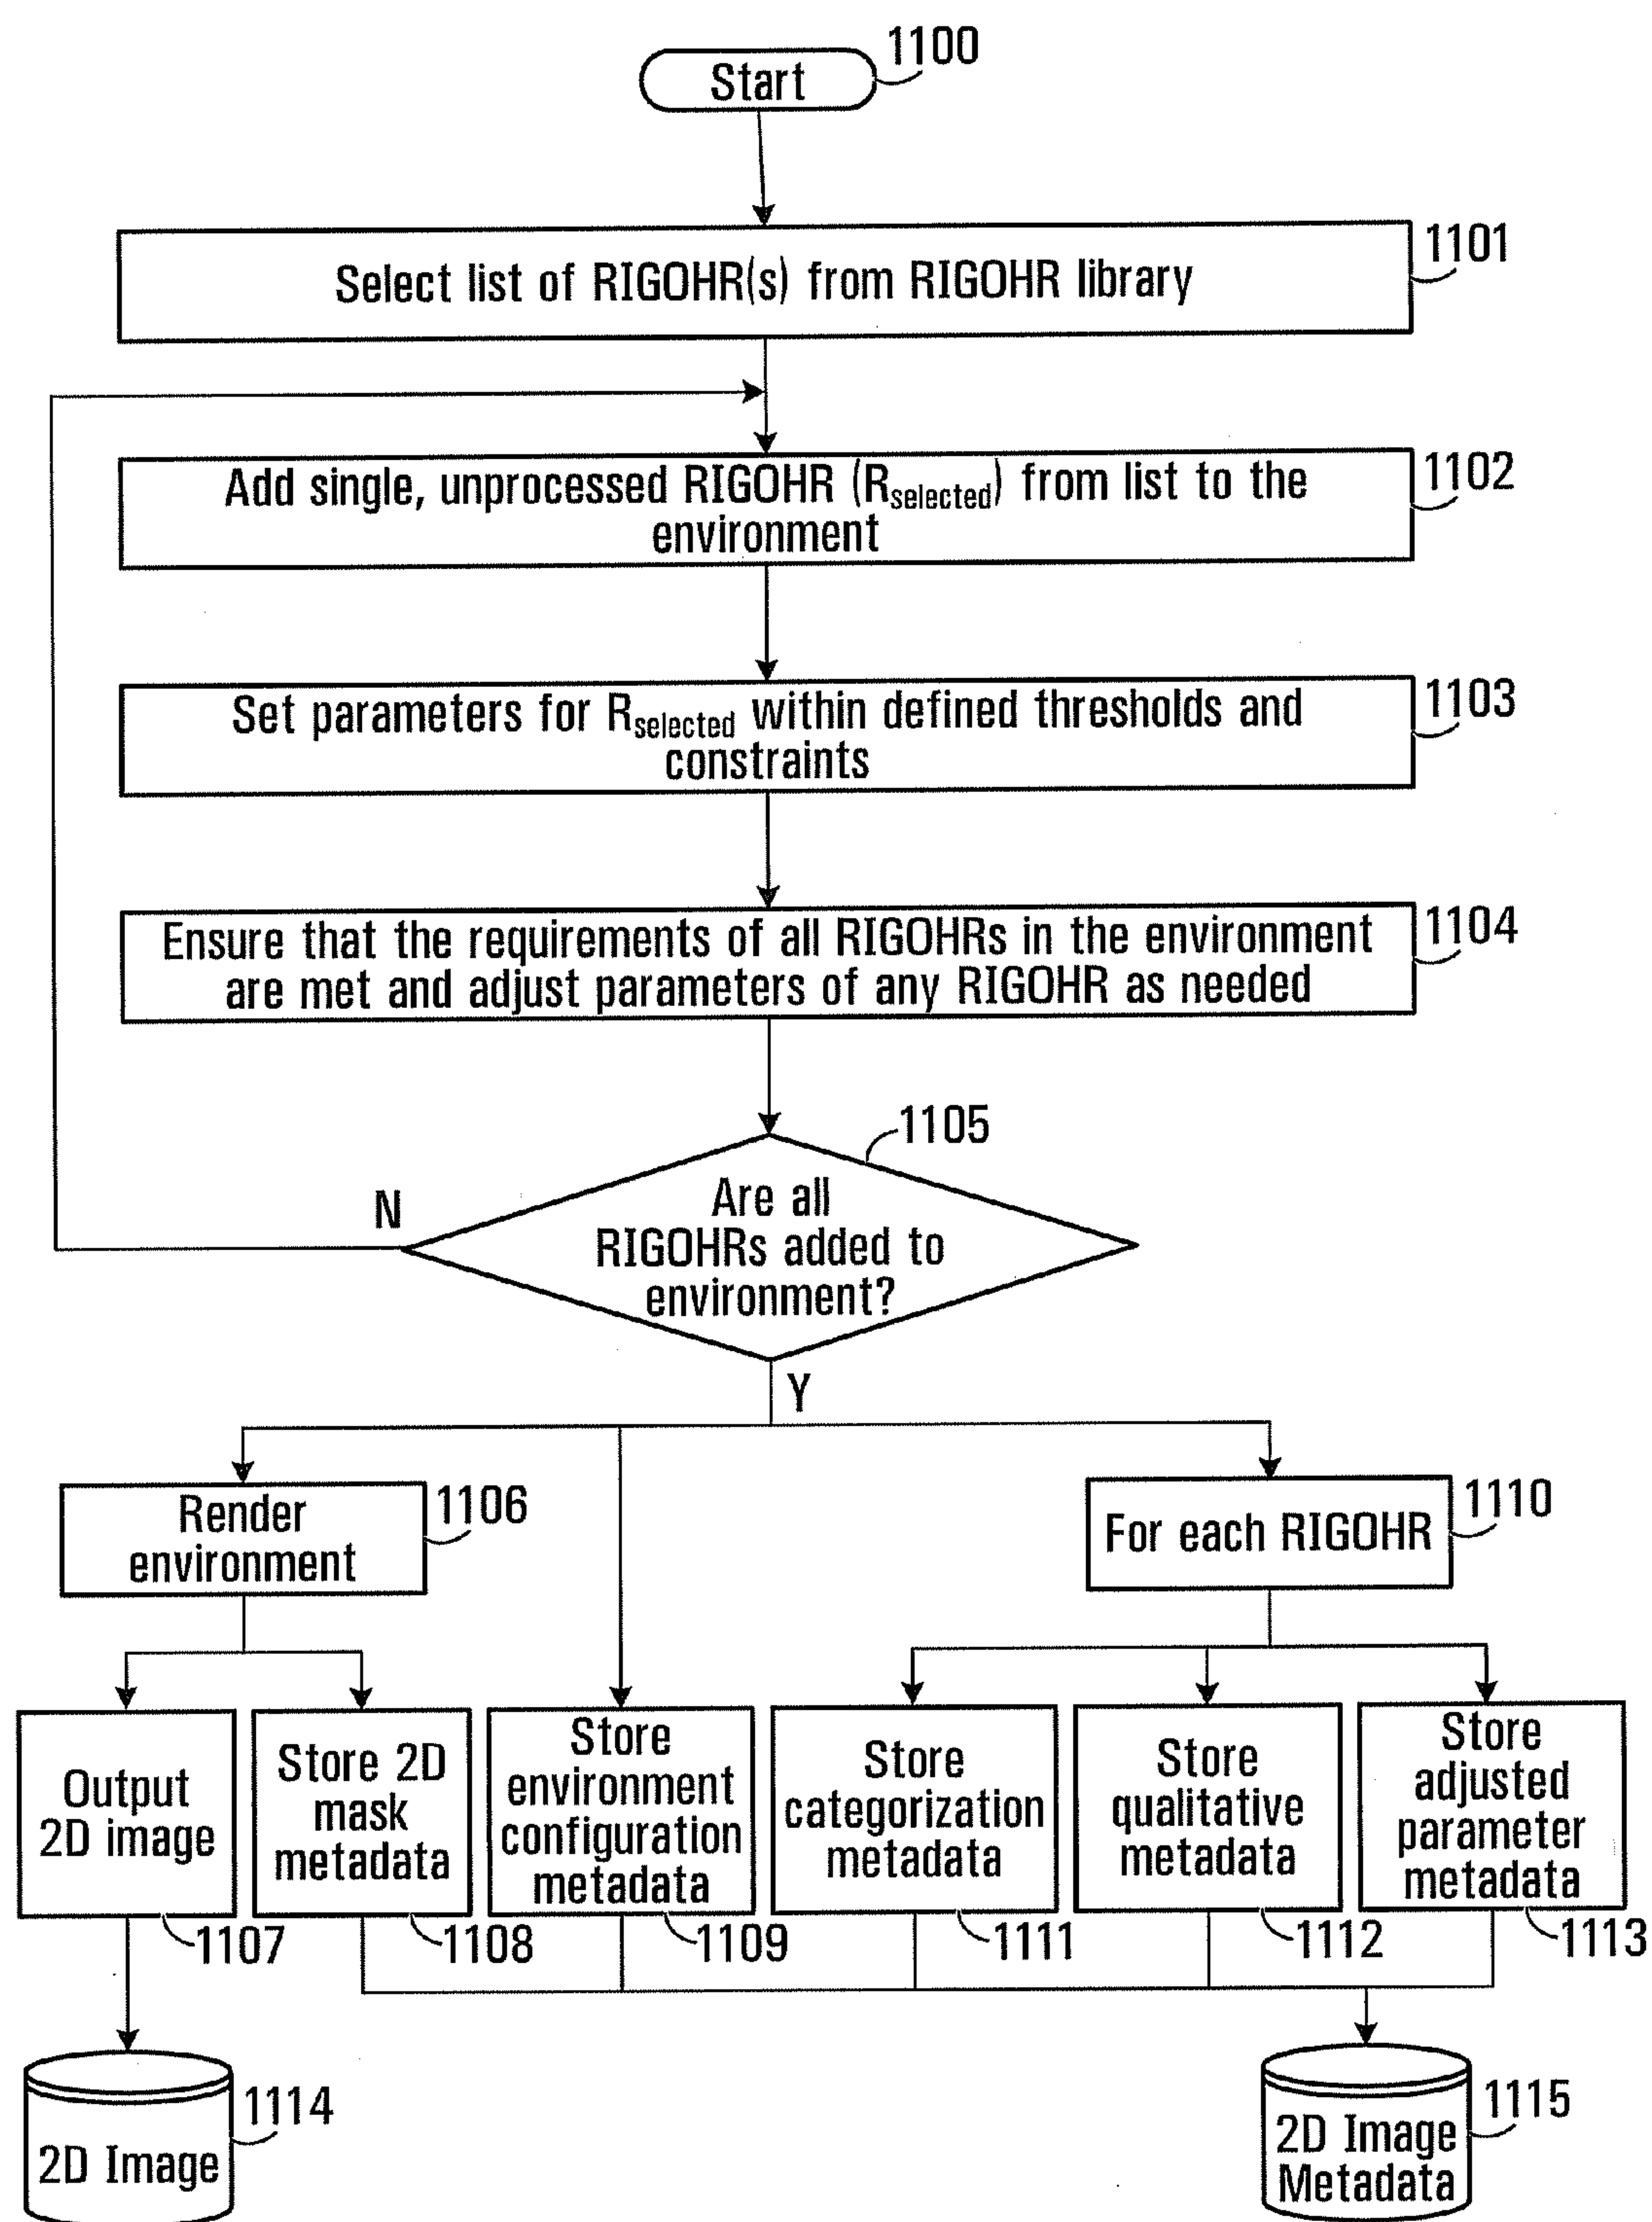 1100
Start
1101
Select list of RIGOHR(s) from RIGOHR library
1102
Add single, unprocessed RIGOHR (Rselected) from list to the
environment
1103
Set parameters for Rselected within defined thresholds and
constraints
1104
Ensure that the requirements of all RIGOHRs in the environment
are met and adjust parameters of any RIGOHR as needed
1105
Are all
RIGOHRs added to
environment?
N
Y
Render
environment
1106
For each RIGOHR
1110
Output
2D image
1107
Store 2D
mask
metadata
1108
Store
environment
configuration
metadata
1109
Store
categorization
metadata
1111
Store
qualitative
metadata
1112
Store
adjusted
parameter
metadata
1113
2D Image
1114
2D Image
Metadata
1115